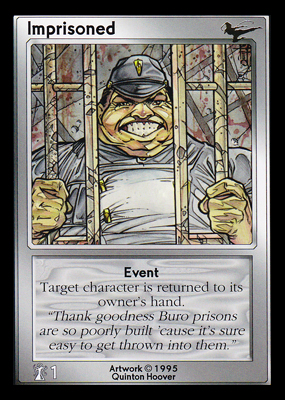 Imprisoned
Event
Target character is returned to its
owner's hand.
"Thank goodness Buro prisons
are so poorly built 'cause it's sure
easy to get thrown into them."
1
Artwork © 1995
Quinton Hoover